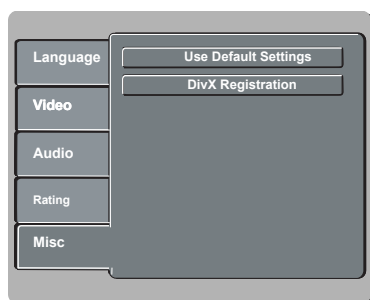 Language
Video
Audio
Rating
Misc
Use Default Settings
DivX Registration